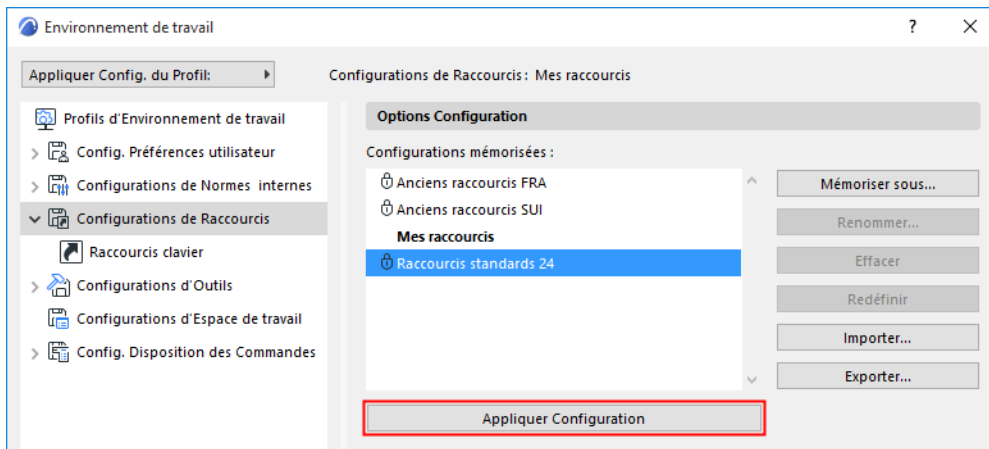 Environnement de travail
?
Appliquer Config. du Profil:
Configurations de Raccourcis : Mes raccourcis
Profils d'Environnement de travail
Config. Préférences utilisateur
Configurations de Normes internes
Configurations de Raccourcis
Raccourcis clavier
Configurations d'Outils
Configurations d'Espace de travail
Config. Disposition des Commandes
Options Configuration
Configurations mémorisées :
Anciens raccourcis FRA
Anciens raccourcis SUI
Mes raccourcis
Raccourcis standards 24
Mémoriser sous...
Renommer...
Effacer
Redéfinir
Importer...
Exporter...
Appliquer Configuration